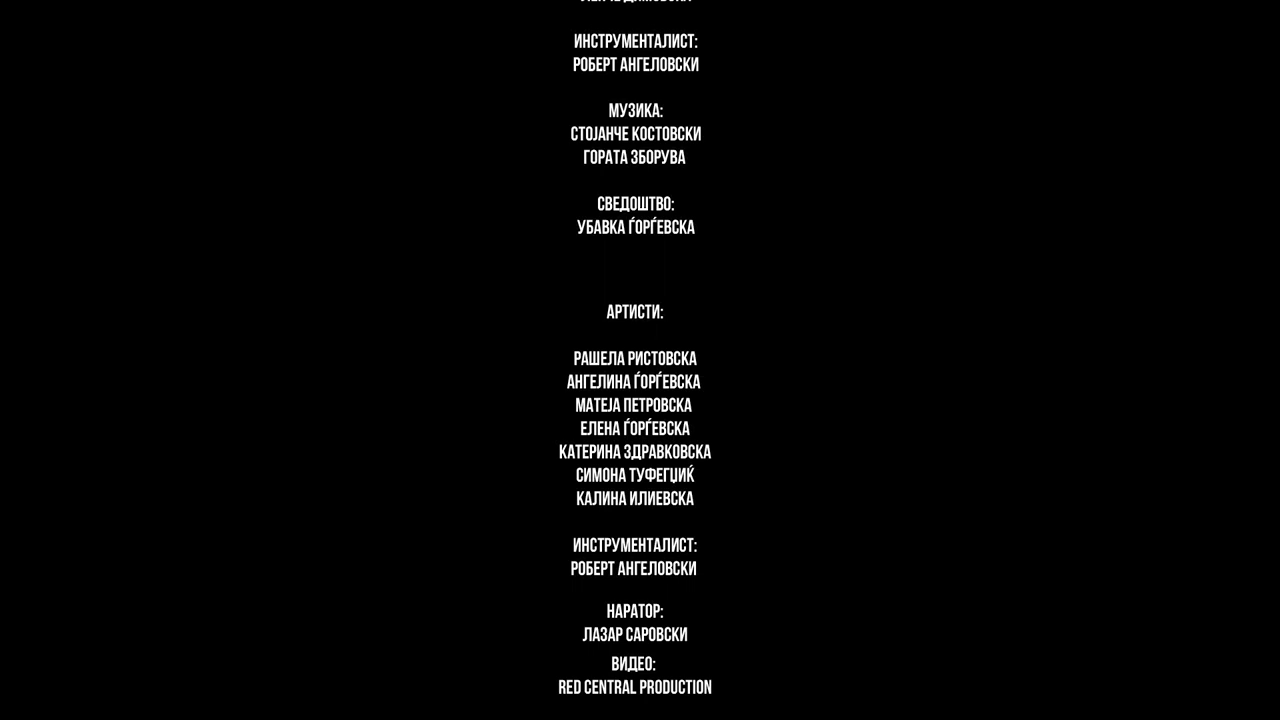 ИНСТРУМЕНТАЛИСТ:
РОБЕРТ АНГЕЛОВСКИ
МУЗИКА:
СТОЈАНЧЕ КОСТОВСКИ
ГОРАТА ЗБОРУВА
СВЕДОШТВО:
УБАВКА ЃОРЃЕВСКА
АРТИСТИ:
РАШЕЛА РИСТОВСКА
АНГЕЛИНА ЃОРЃЕВСКА
МАТЕЈА ПЕТРОВСКА
ЕЛЕНА ЃОРЃЕВСКА
КАТЕРИНА ЗДРАВКОВСКА
СИМОНА ТУФЕГЏИЌ
КАЛИНА ИЛИЕВСКА
ИНСТРУМЕНТАЛИСТ:
РОБЕРТ АНГЕЛОВСКИ
НАРАТОР:
ЛАЗАР САРОВСКИ
ВИДЕО:
RED CENTRAL PRODUCTION